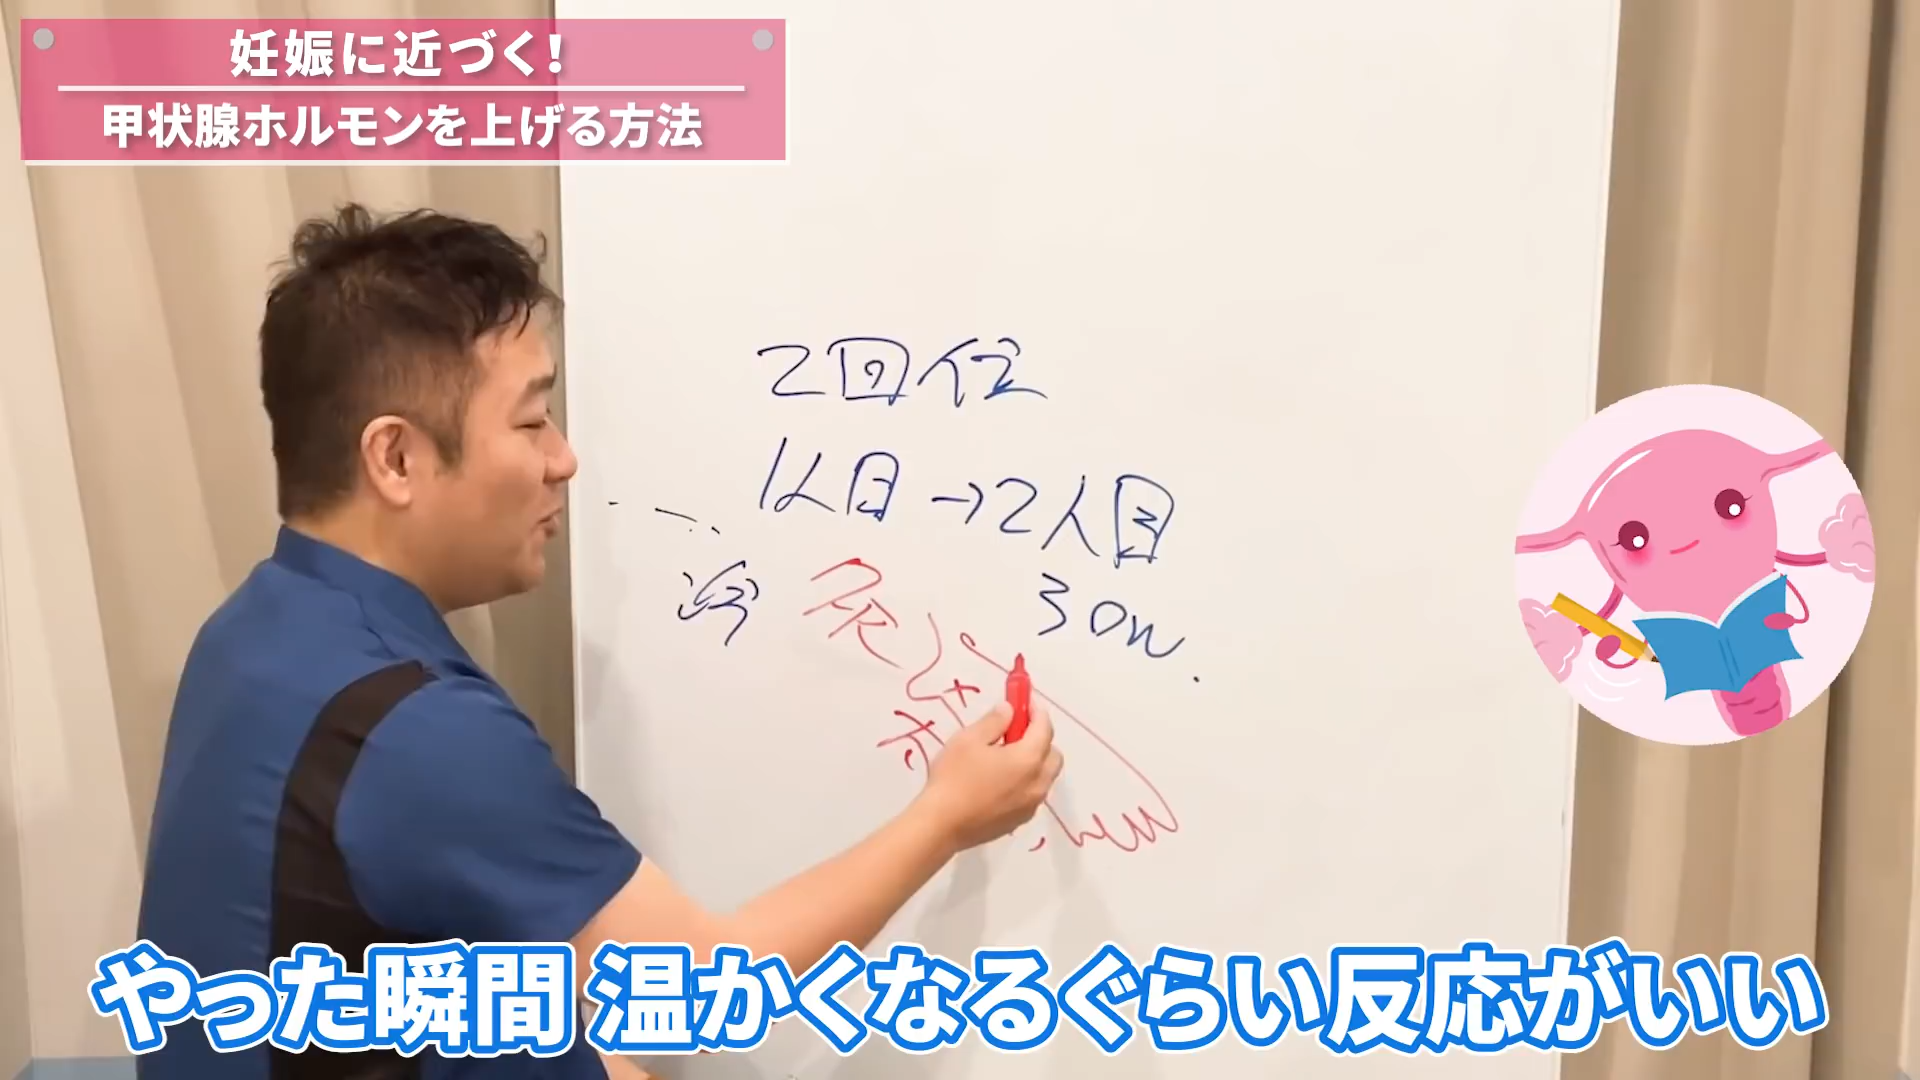 妊娠に近づく!
甲状腺ホルモンを上げる方法
2回位
1人目→2人目
30
やった瞬間 温かくなるぐらい反応がいい